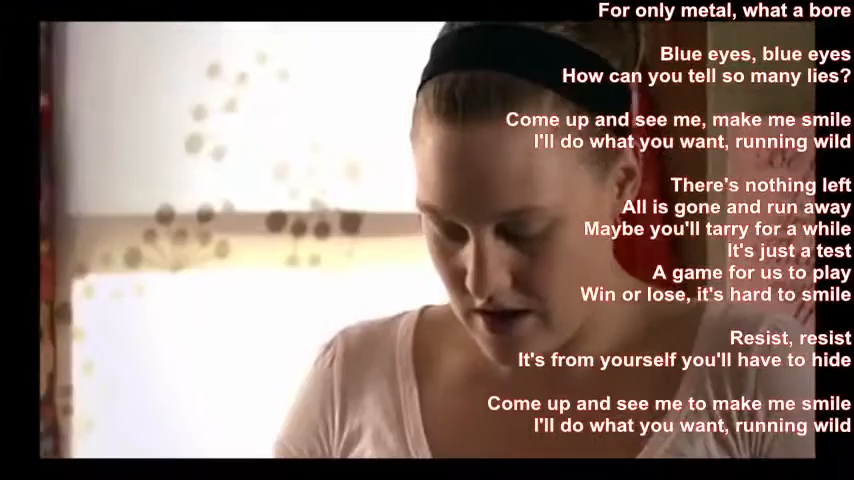 For only metal, what a bore
Blue eyes, blue eyes
How can you tell so many lies?
Come up and see me, make me smile
I'll do what you want, running wild
There's nothing left
All is gone and run away
Maybe you'll tarry for a while
It's just a test
A game for us to play
Win or lose, it's hard to smile
Resist, resist
It's from yourself you'll have to hide
Come up and see me to make me smile
I'll do what you want, running wild